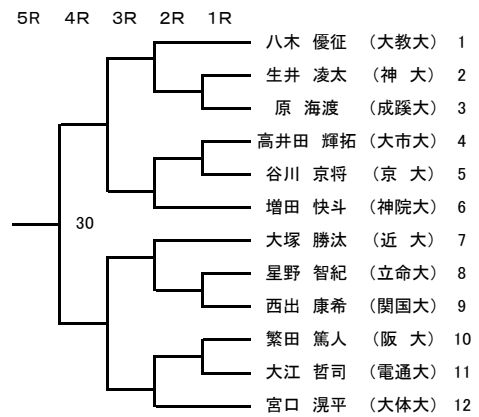 5R 4R 3R 2R 1R
八木 優征 （大教大） 1
生井 凌太 （神 大） 2
原 海渡 （成蹊大） 3
高井田 輝拓 （大市大） 4
谷川 京将 （京 大） 5
増田 快斗 （神院大） 6
30
大塚 勝汰 （近 大） 7
星野 智紀 （立命大） 8
西出 康希 （関国大） 9
繁田 篤人 （阪 大） 10
大江 哲司 （電通大） 11
宮口 滉平 （大体大） 12